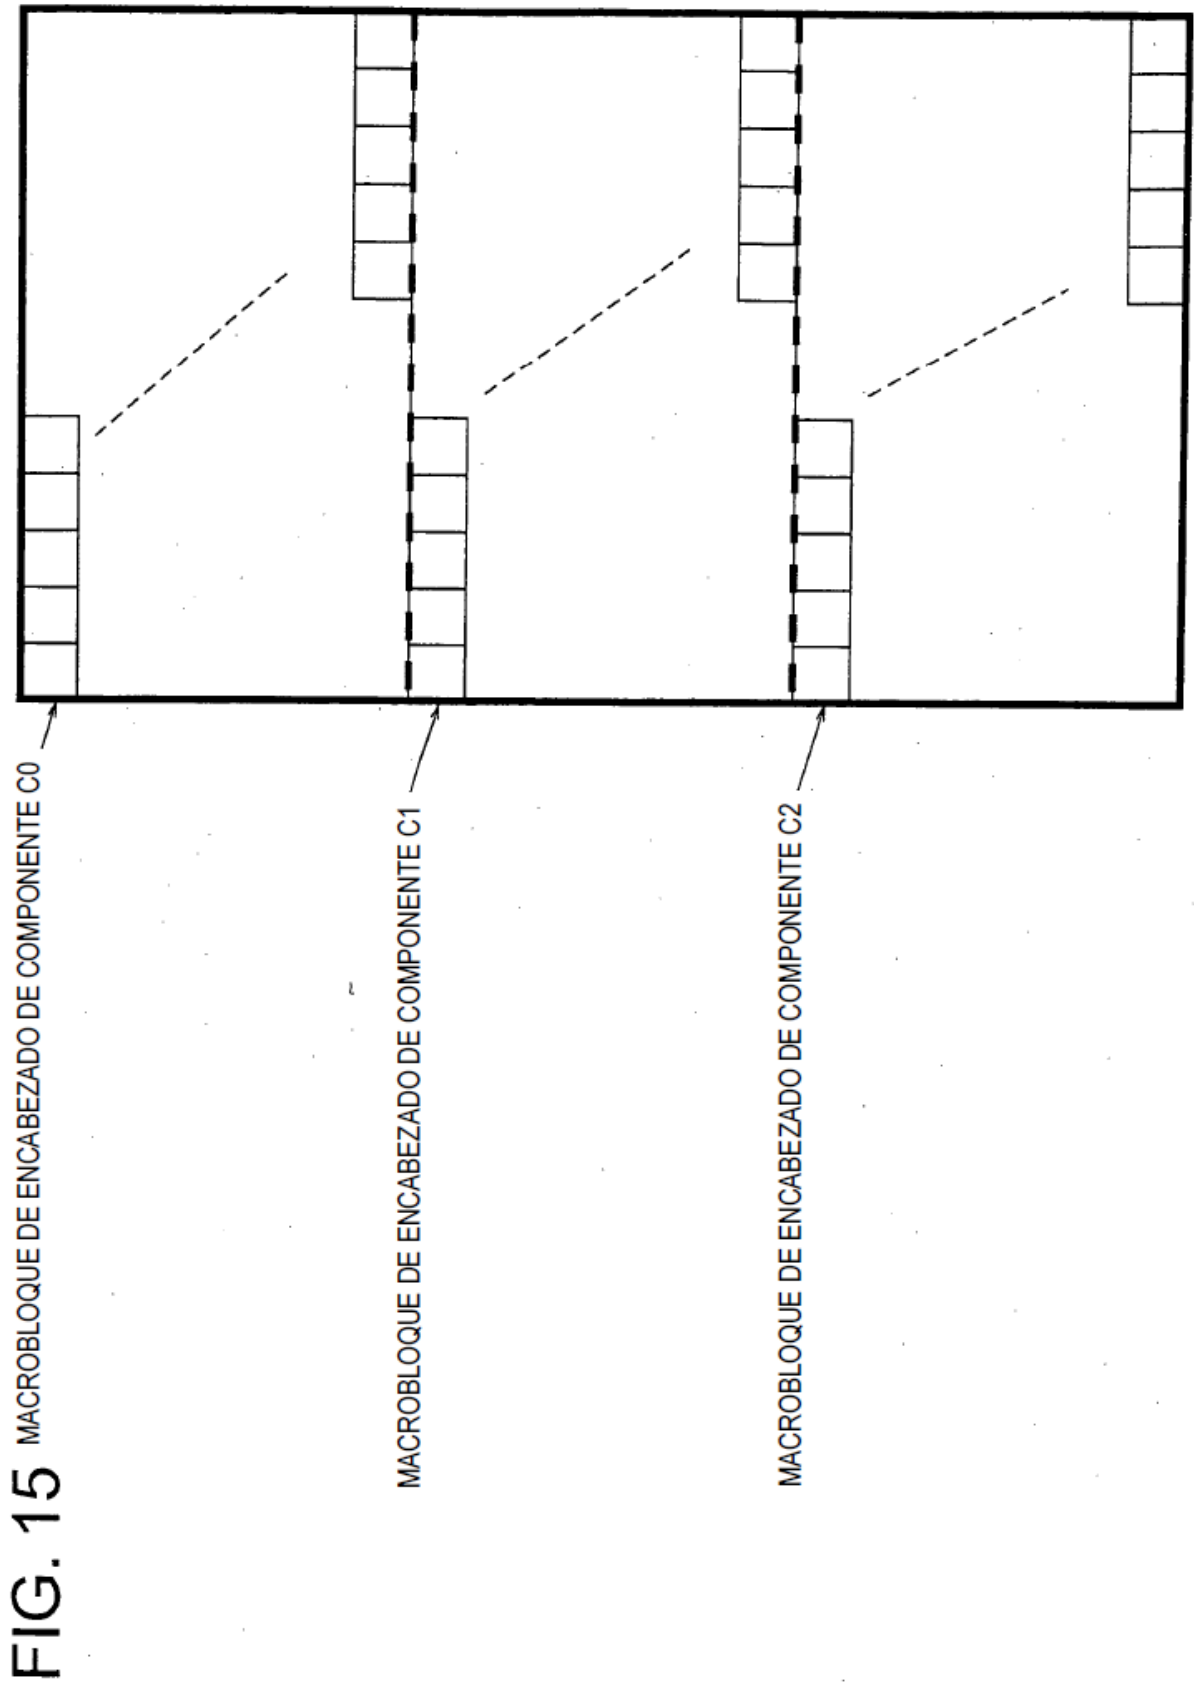 FIG. 15
MACROBLOQUE DE ENCABEZADO DE COMPONENTE C0
MACROBLOQUE DE ENCABEZADO DE COMPONENTE C1
MACROBLOQUE DE ENCABEZADO DE COMPONENTE C2